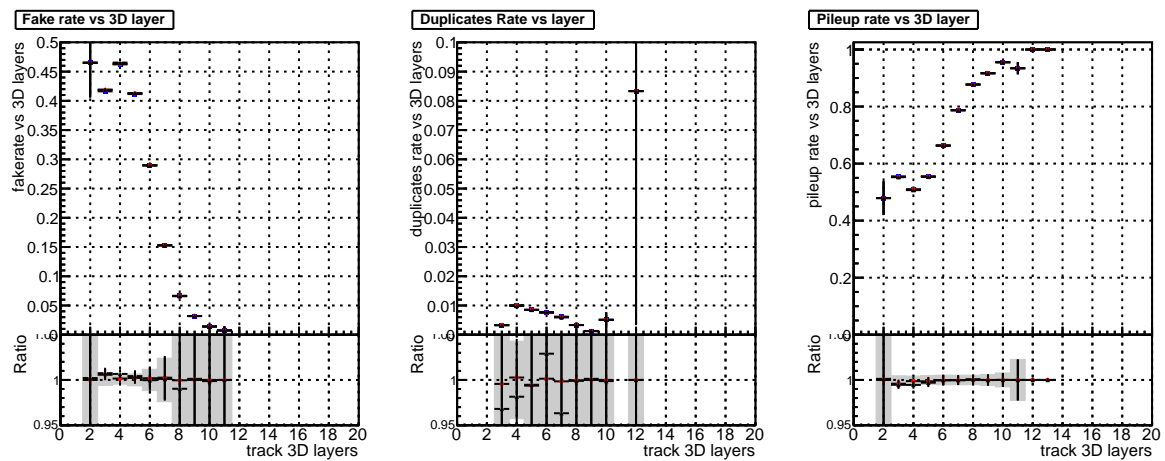 Fake rate vs 3D layer
fakerate vs 3D layers
0.5
0.45
0.4
0.35
0.3
0.25
0.2
0.15
0.1
0.05
0
Ratio
1
0.95
0 2 4 6 8 10 12 14 16 18 20
track 3D layers
Duplicates Rate vs layer
duplicates rate vs 3D layers
0.1
0.09
0.08
0.07
0.06
0.05
0.04
0.03
0.02
0.01
0
Ratio
1
0.95
0 2 4 6 8 10 12 14 16 18 20
track 3D layers
Pileup rate vs 3D layer
pileup rate vs 3D layers
1
0.8
0.6
0.4
0.2
0
Ratio
1
0.95
0 2 4 6 8 10 12 14 16 18 20
track 3D layers